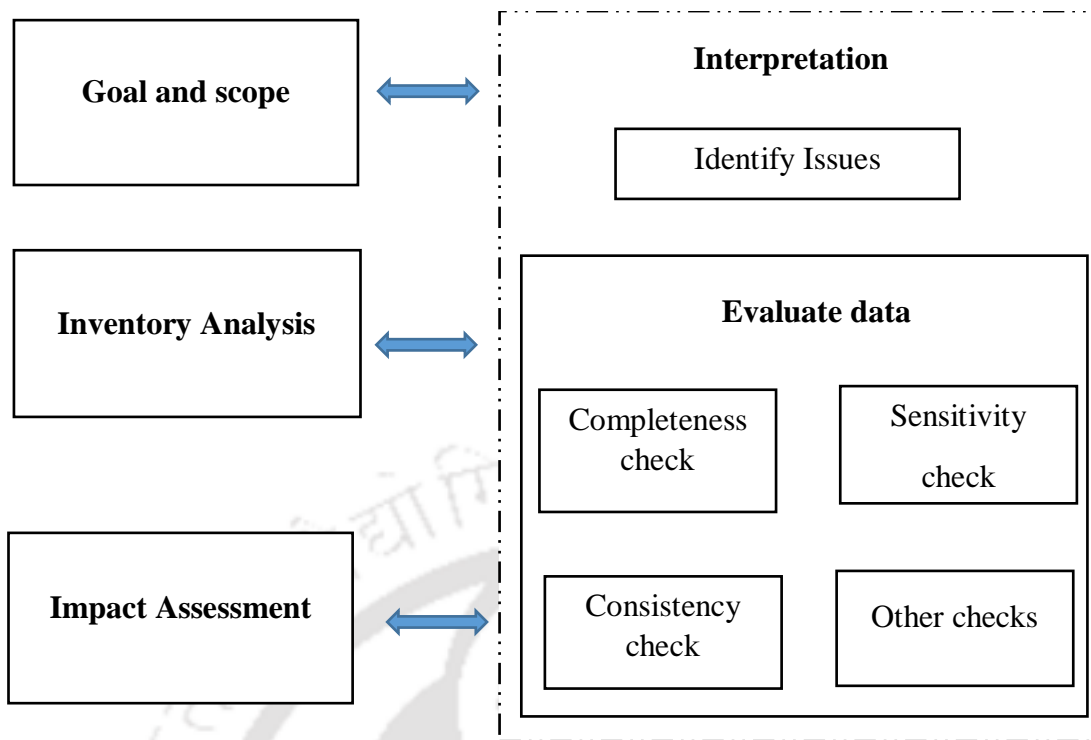 Goal and scope
Inventory Analysis
Impact Assessment
Interpretation
Identify Issues
Evaluate data
Completeness
check
Sensitivity
check
Consistency
check
Other checks